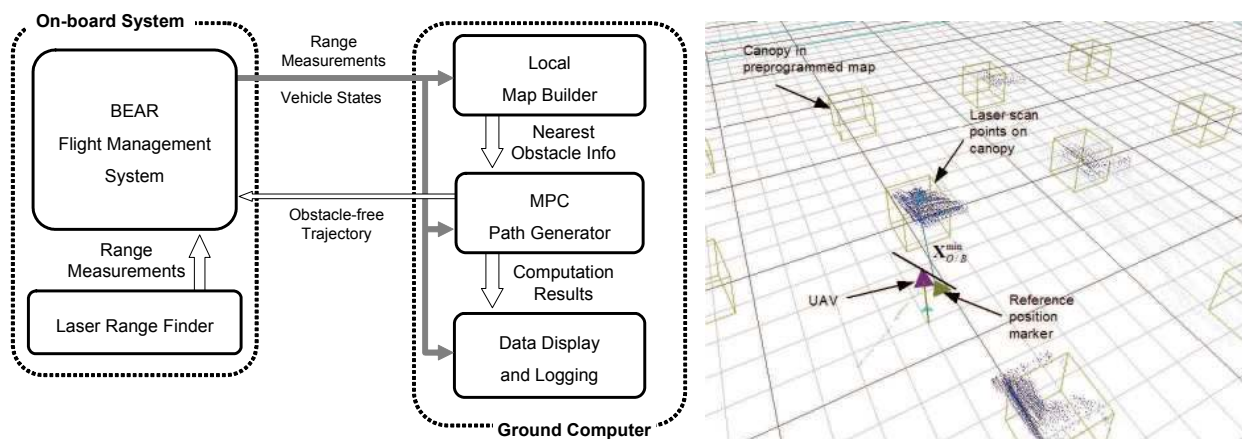 On-board System
BEAR
Flight Management
System
Range
Measurements
Laser Range Finder
Range
Measurements
Vehicle States
Obstacle-free
Trajectory
Local
Map Builder
Nearest
Obstacle Info
MPC
Path Generator
Computation
Results
Data Display
and Logging
Ground Computer
Canopy in
preprogrammed map
Laser scan
points on
canopy
X min O/B
UAV
Reference
position
marker